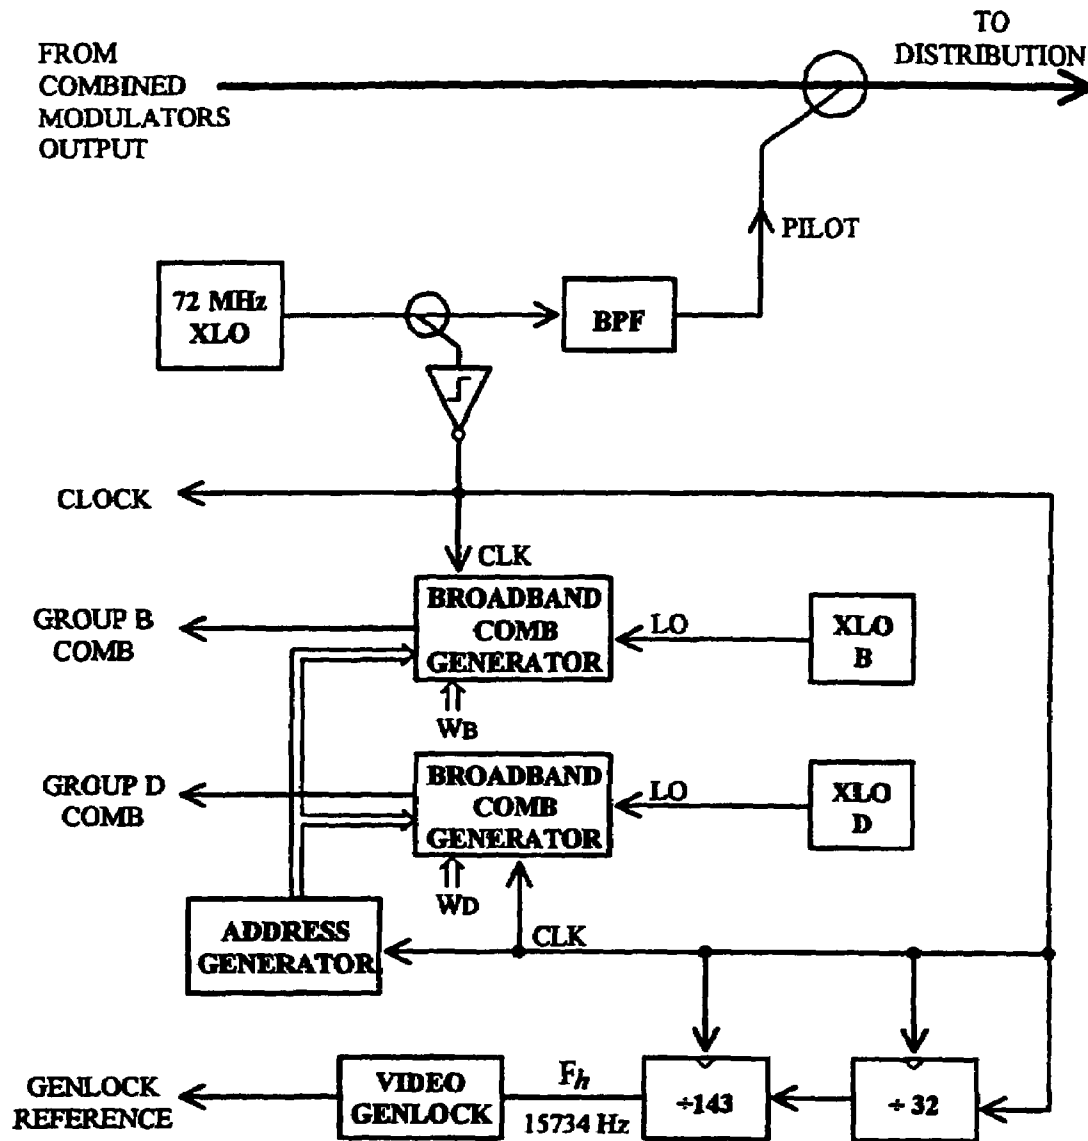 TO
DISTRIBUTION
FROM
COMBINED
MODULATORS
OUTPUT
PILOT
72 MHz
XLO
BPF
CLOCK
CLK
BROADBAND
COMB
GENERATOR
GROUP B
COMB
LO
XLO
B
WB
BROADBAND
COMB
GENERATOR
GROUP D
COMB
LO
XLO
D
WD
ADDRESS
GENERATOR
CLK
GENLOCK
REFERENCE
VIDEO
GENLOCK
Fh
15734 Hz
÷143
÷ 32